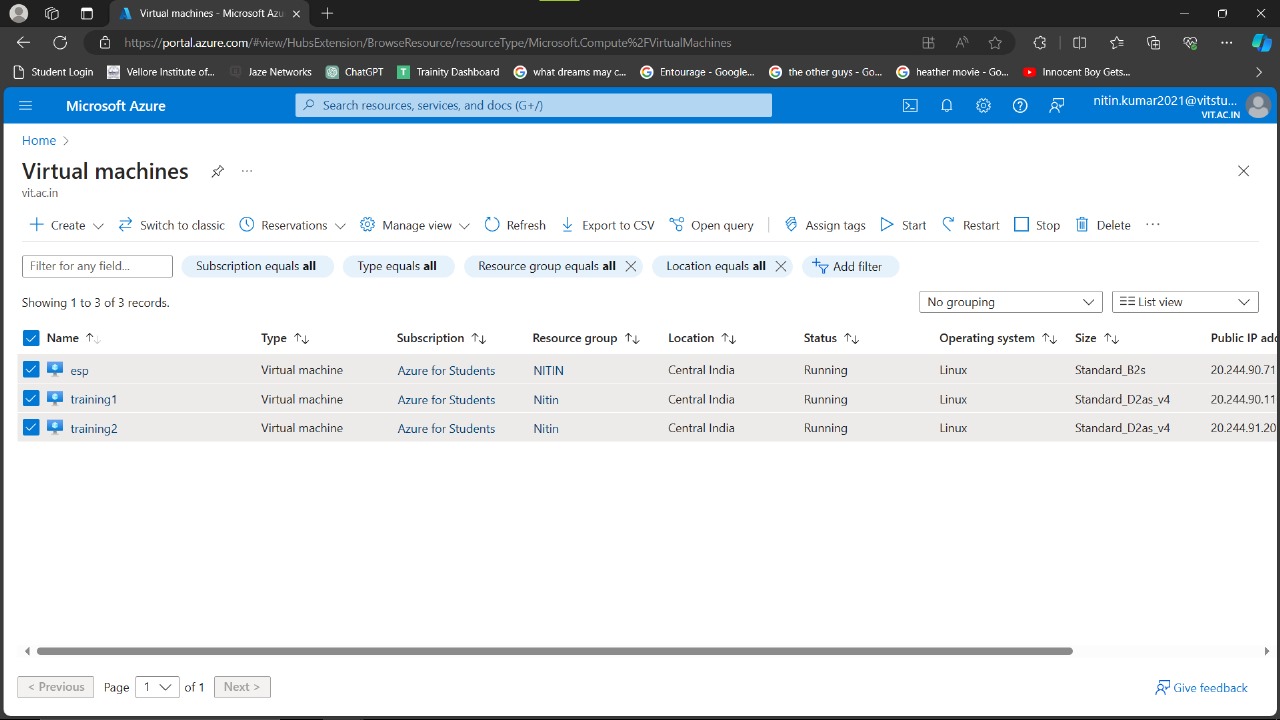 Virtual machines - Microsoft Azu
https://portal.azure.com/#view/HubsExtension/BrowseResource/resourceType/Microsoft.Compute%2FVirtualMachines
Student Login Vellore Institute of... Jaze Networks ChatGPT Trainity Dashboard what dreams may c... Entourage - Google... the other guys - Go... heather movie - Go... Innocent Boy Gets...
Microsoft Azure Search resources, services, and docs (G+/) nitin.kumar2021@vitstu...
VIT.AC.IN
Home >
Virtual machines ...
vit.ac.in
Create Switch to classic Reservations Manage view Refresh Export to CSV Open query Assign tags Start Restart Stop Delete ...
Filter for any field... Subscription equals all Type equals all Resource group equals all Location equals all Add filter
Showing 1 to 3 of 3 records. No grouping List view
Name Type Subscription Resource group Location Status Operating system Size Public IP add
esp Virtual machine Azure for Students NITIN Central India Running Linux Standard_B2s 20.244.90.71
training1 Virtual machine Azure for Students Nitin Central India Running Linux Standard_D2as_v4 20.244.90.11
training2 Virtual machine Azure for Students Nitin Central India Running Linux Standard_D2as_v4 20.244.91.20
< Previous Page 1 of 1 Next > Give feedback